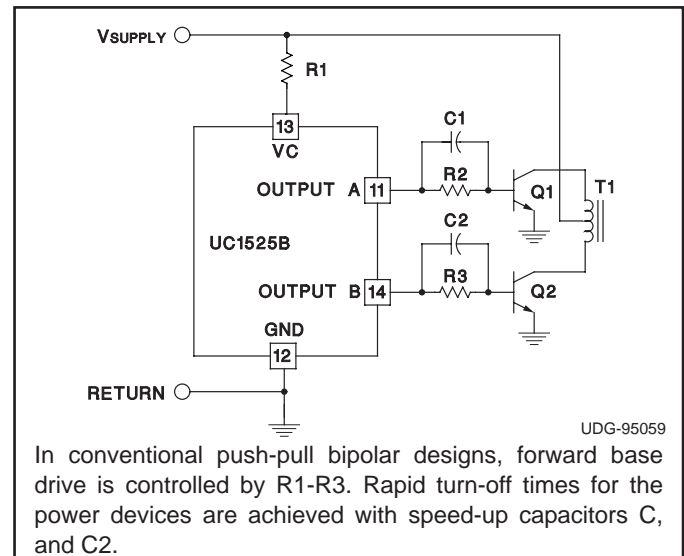 VSUPPLY
R1
13
VC
C1
OUTPUT A 11
R2
Q1
T1
UC1525B
C2
OUTPUT B 14
R3
Q2
GND
12
RETURN
UDG-95059
In conventional push-pull bipolar designs, forward base
drive is controlled by R1-R3. Rapid turn-off times for the
power devices are achieved with speed-up capacitors C,
and C2.